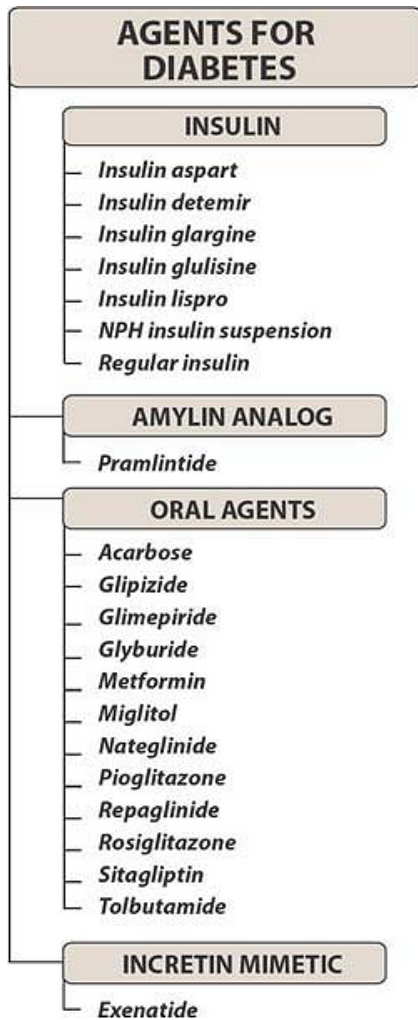 AGENTS FOR
DIABETES
INSULIN
Insulin aspart
Insulin detemir
Insulin glargine
Insulin glulisine
Insulin lispro
NPH insulin suspension
Regular insulin
AMYLIN ANALOG
Pramlintide
ORAL AGENTS
Acarbose
Glipizide
Glimepiride
Glyburide
Metformin
Miglitol
Nateglinide
Pioglitazone
Repaglinide
Rosiglitazone
Sitagliptin
Tolbutamide
INCRETIN MIMETIC
Exenatide